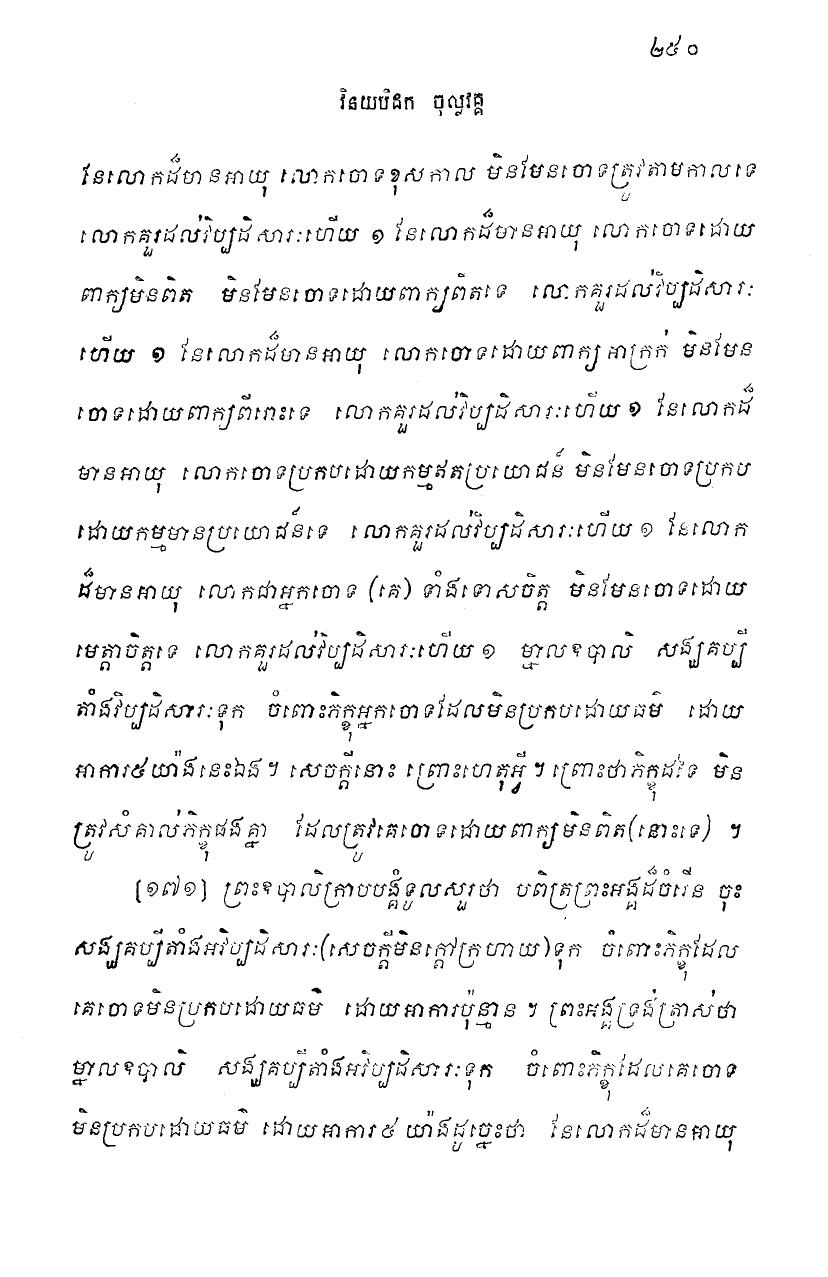 ២៥០
វិនយបិដក ចុល្លវគ្គ
នែលោកដ៏មានអាយុ លោកចោទខុសកាល មិនមែនចោទត្រូវតាមកាលទេ
លោកគួរដល់វិប្បដិសារៈហើយ ១ នែលោកដ៏មានអាយុ លោកចោទដោយ
ពាក្យមិនពិត មិនមែនចោទដោយពាក្យពិតទេ លោកគួរដល់វិប្បដិសារៈ
ហើយ ១ នែលោកដ៏មានអាយុ លោកចោទដោយពាក្យអាក្រក់ មិនមែន
ចោទដោយពាក្យពីរោះទេ លោកគួរដល់វិប្បដិសារៈហើយ ១ នែលោកដ៏
មានអាយុ លោកចោទប្រកបដោយកម្មឥតប្រយោជន៍ មិនមែនចោទប្រកប
ដោយកម្មមានប្រយោជន៍ទេ លោកគួរដល់វិប្បដិសារៈហើយ ១ នែលោក
ដ៏មានអាយុ លោកជាអ្នកចោទ (គេ) ទាំងទោសចិត្ត មិនមែនចោទដោយ
មេត្តាចិត្តទេ លោកគួរដល់វិប្បដិសារៈហើយ ១ ម្នាលឧបាលិ សង្ឃគប្បី
តាំងវិប្បដិសារៈទុក ចំពោះភិក្ខុអ្នកចោទដែលមិនប្រកបដោយធម៌ ដោយ
អាការ៥យ៉ាងនេះឯង ។ សេចក្តីនោះ ព្រោះហេតុអ្វី ។ ព្រោះថាភិក្ខុដទៃ មិន
ត្រូវសំគាល់ភិក្ខុផងគ្នា ដែលត្រូវគេចោទដោយពាក្យមិនពិត(នោះទេ) ។
[១៧១] ព្រះឧបាលិក្រាបបង្គំទូលសួរថា បពិត្រព្រះអង្គដ៏ចំរើន ចុះ
សង្ឃគប្បីតាំងអវិប្បដិសារៈ(សេចក្តីមិនក្តៅក្រហាយ)ទុក ចំពោះភិក្ខុដែល
គេចោទមិនប្រកបដោយធម៌ ដោយអាការប៉ុន្មាន ។ ព្រះអង្គទ្រង់ត្រាស់ថា
ម្នាលឧបាលិ សង្ឃគប្បីតាំងអវិប្បដិសារៈទុក ចំពោះភិក្ខុដែលគេចោទ
មិនប្រកបដោយធម៌ ដោយអាការ៥ យ៉ាងដូច្នេះថា នែលោកដ៏មានអាយុ